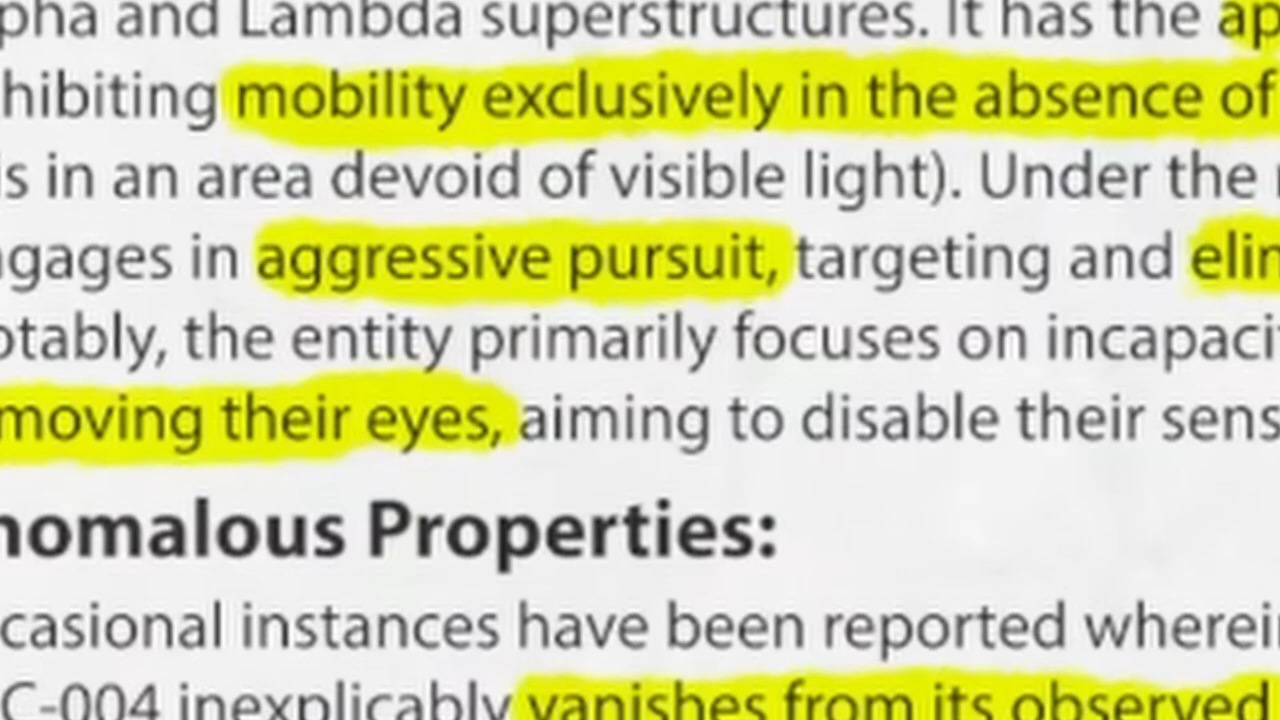 pha and Lambda superstructures. It has the ap
hibiting mobility exclusively in the absence of
is in an area devoid of visible light). Under the
ngages in aggressive pursuit, targeting and elin
otably, the entity primarily focuses on incapaci
moving their eyes, aiming to disable their sens
nomalous Properties:
casional instances have been reported wherei
C-004 inexplicably vanishes from its observed